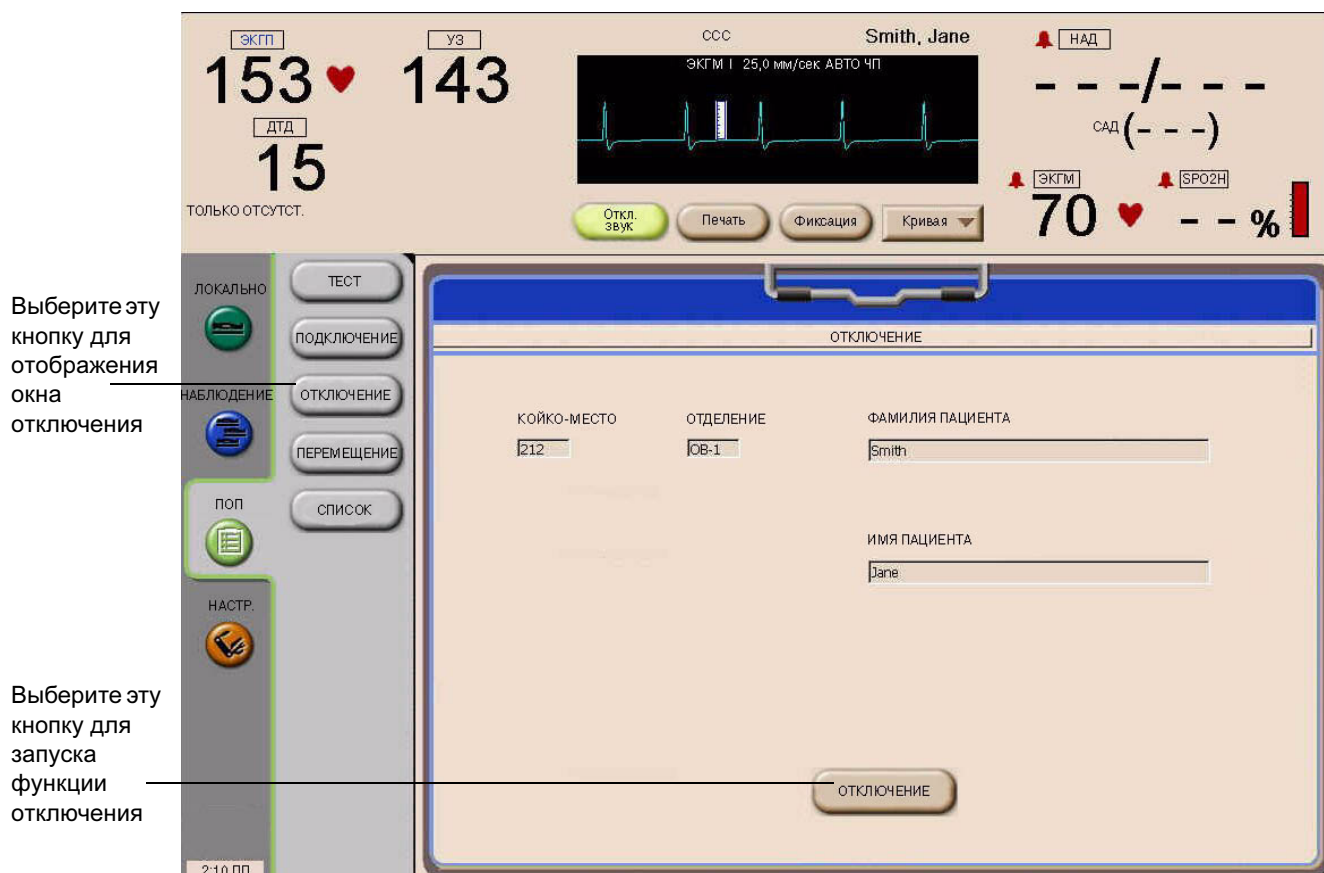 ЭКГП
УЗ
ССС
Smith, Jane
НАД
153
143
ЭКГМ I 25,0 мм/сек АВТО ЧП
- - -/- - -
ДТД
САД (- - -)
15
ЭКГМ
SPO2H
ТОЛЬКО ОТСУТСТ.
Откл. звук
Печать
Фиксация
Кривая
70
- - %
ЛОКАЛЬНО
ТЕСТ
Выберите эту
кнопку для
отображения
окна
отключения
ПОДКЛЮЧЕНИЕ
ОТКЛЮЧЕНИЕ
НАБЛЮДЕНИЕ
ОТКЛЮЧЕНИЕ
КОЙКО-МЕСТО
ОТДЕЛЕНИЕ
ФАМИЛИЯ ПАЦИЕНТА
212
OB-1
Smith
ПЕРЕМЕЩЕНИЕ
ПОП
СПИСОК
ИМЯ ПАЦИЕНТА
Jane
НАСТР.
Выберите эту
кнопку для
запуска
функции
отключения
ОТКЛЮЧЕНИЕ
2:10 ПП